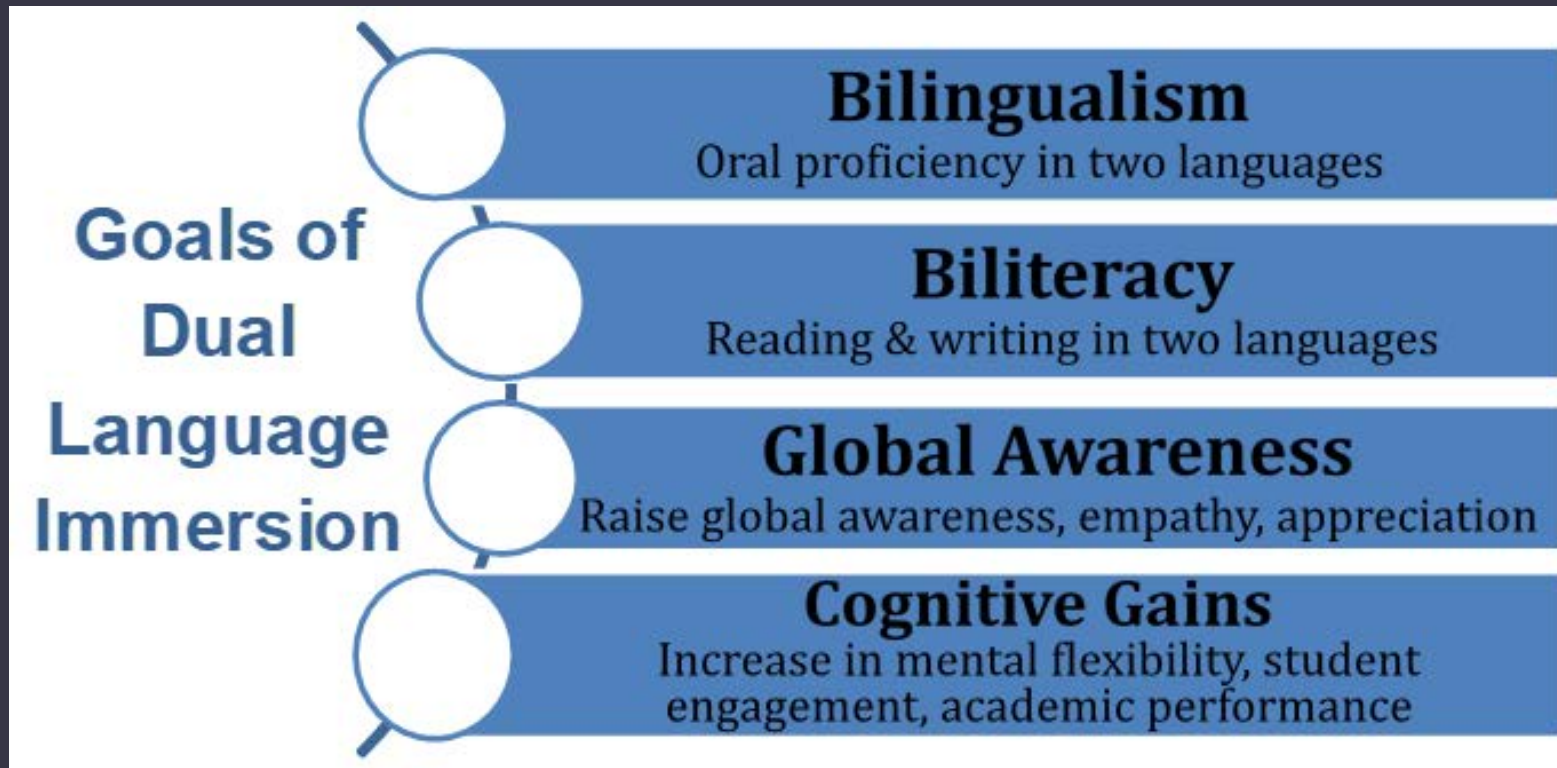 Goals of
Dual
Language
Immersion
Bilingualism
Oral proficiency in two languages
Biliteracy
Reading & writing in two languages
Global Awareness
Raise global awareness, empathy, appreciation
Cognitive Gains
Increase in mental flexibility, student
engagement, academic performance